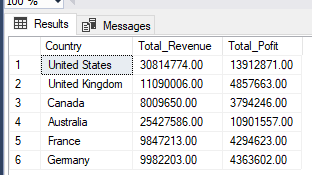 100 %
Results Messages
Country Total_Revenue Total_Pofit
1 United States 30814774.00 13912871.00
2 United Kingdom 11090006.00 4857663.00
3 Canada 8009650.00 3794246.00
4 Australia 25427586.00 10901557.00
5 France 9847213.00 4294623.00
6 Germany 9982203.00 4363602.00